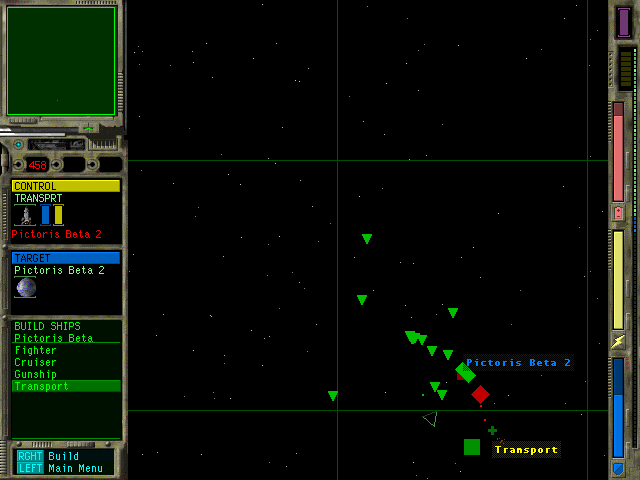 458
CONTROL
TRANSPRT
Pictoris Beta 2
TARGET
Pictoris Beta 2
BUILD SHIPS
Pictoris Beta
Fighter
Cruiser
Gunship
Transport
RGHT Build
LEFT Main Menu
Pictoris Beta 2
Transport